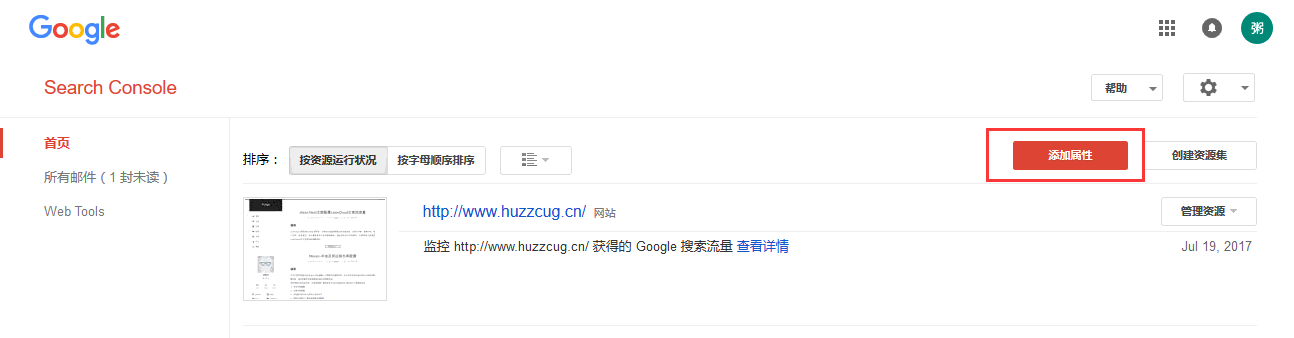 Google
粥
Search Console
帮助
首页
所有邮件（1 封未读）
Web Tools
排序： 按资源运行状况 按字母顺序排序 添加属性 创建资源集
http://www.huzzcug.cn/ 网站 管理资源
监控 http://www.huzzcug.cn/ 获得的 Google 搜索流量 查看详情 Jul 19, 2017